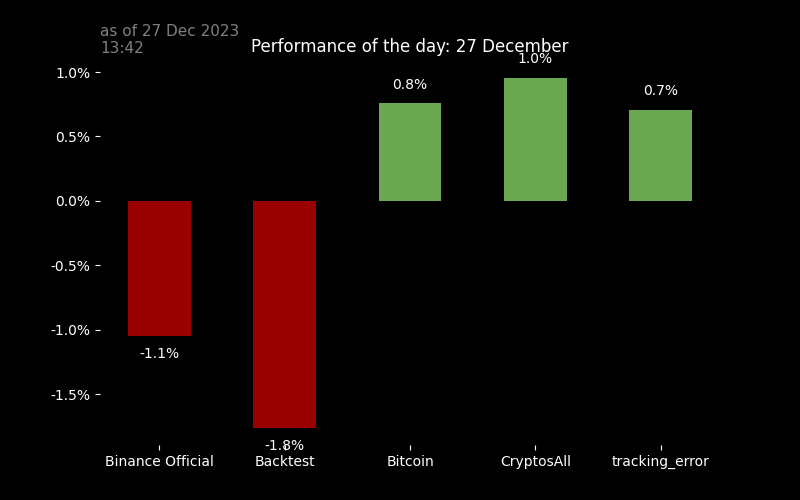 as of 27 Dec 2023
13:42
Performance of the day: 27 December
1.0%
0.5%
0.0%
-0.5%
-1.0%
-1.5%
-1.1%
-1.8%
0.8%
1.0%
0.7%
Binance Official
Backtest
Bitcoin
CryptosAll
tracking_error